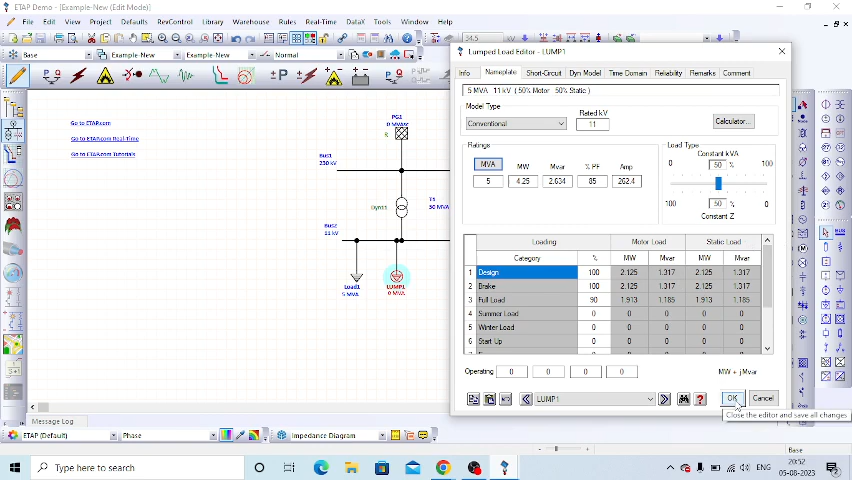 ETAP Demo - [Example-New (Edit Mode)]
File Edit View Project Defaults RevControl Library Warehouse Rules Real-Time DataX Tools Window Help
Base Example-New Example-New Normal
34.5 kV
Go to ETAP.com
Go to ETAP.com Real-Time
Go to ETAP.com Tutorials
PG1
0 MVAsc
R
Bus1
230 kV
T5
50 MVA
Dyn11
Bus2
11 kV
Load1
5 MVA
LUMP1
0 MVA
Lumped Load Editor - LUMP1
Info Nameplate Short-Circuit Dyn Model Time Domain Reliability Remarks Comment
5 MVA 11 kV ( 50% Motor 50% Static )
Model Type
Conventional
Rated kV
11
Calculator...
Ratings
MVA MW Mvar % PF Amp
5 4.25 2.634 85 262.4
Load Type
Constant kVA
0 50 % 100
100 50 % 0
Constant Z
Loading Motor Load Static Load
Category % MW Mvar MW Mvar
1 Design 100 2.125 1.317 2.125 1.317
2 Brake 100 2.125 1.317 2.125 1.317
3 Full Load 90 1.913 1.185 1.913 1.185
4 Summer Load 0 0 0 0 0
5 Winter Load 0 0 0 0 0
6 Start Up 0 0 0 0 0
Operating 0 0 0 0 MW + j Mvar
LUMP1
OK Cancel
Close the editor and save all changes
Message Log
ETAP (Default) Phase Impedance Diagram
Base
Type here to search
ENG
20:52
05-08-2023
2